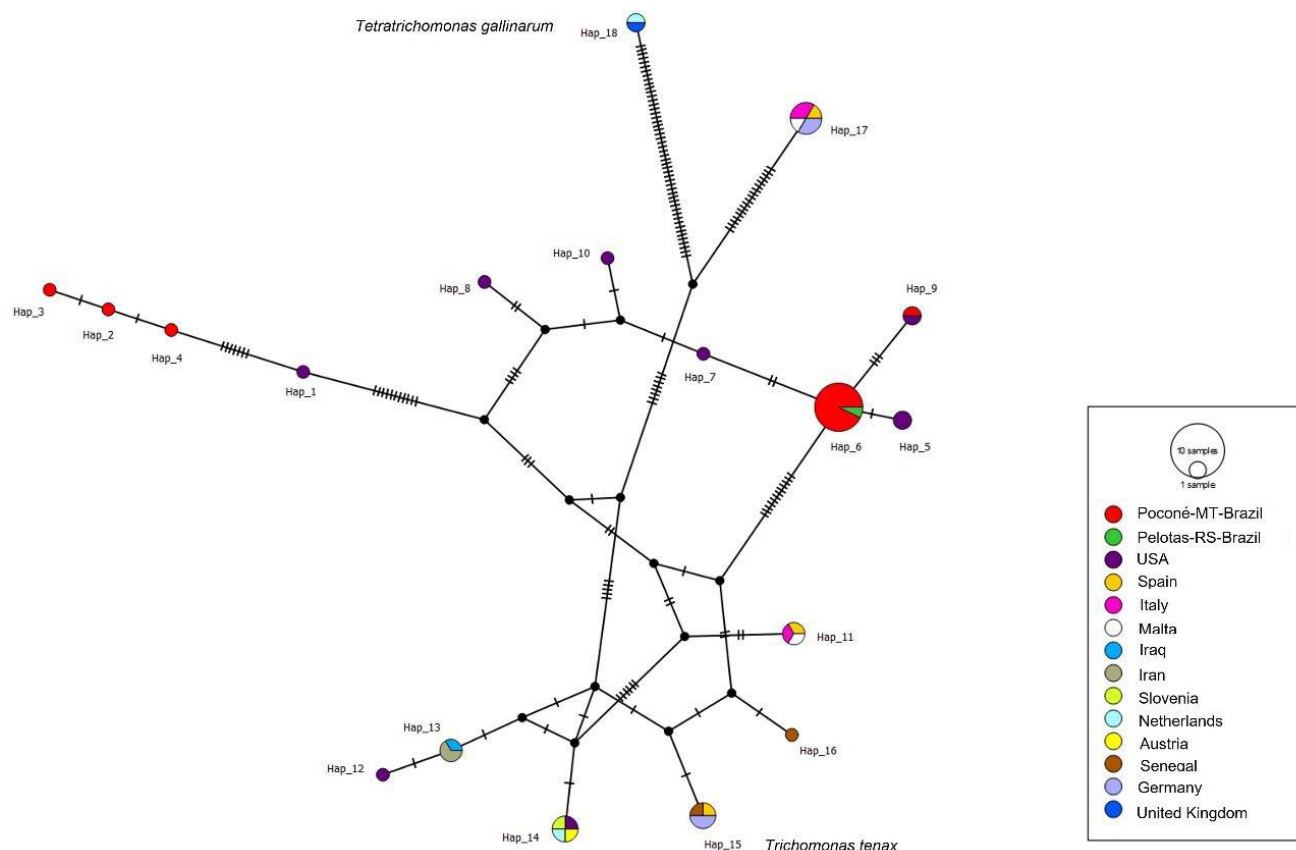 Tetratrichomonas gallinarum
Hap_18
Hap_17
Hap_10
Hap_8
Hap_9
Hap_3
Hap_2
Hap_4
Hap_7
Hap_1
Hap_6
Hap_5
Hap_11
Hap_13
Hap_16
Hap_12
Hap_14
Hap_15
Trichomonas tenax
10 samples
1 sample
Poconé-MT-Brazil
Pelotas-RS-Brazil
USA
Spain
Italy
Malta
Iraq
Iran
Slovenia
Netherlands
Austria
Senegal
Germany
United Kingdom